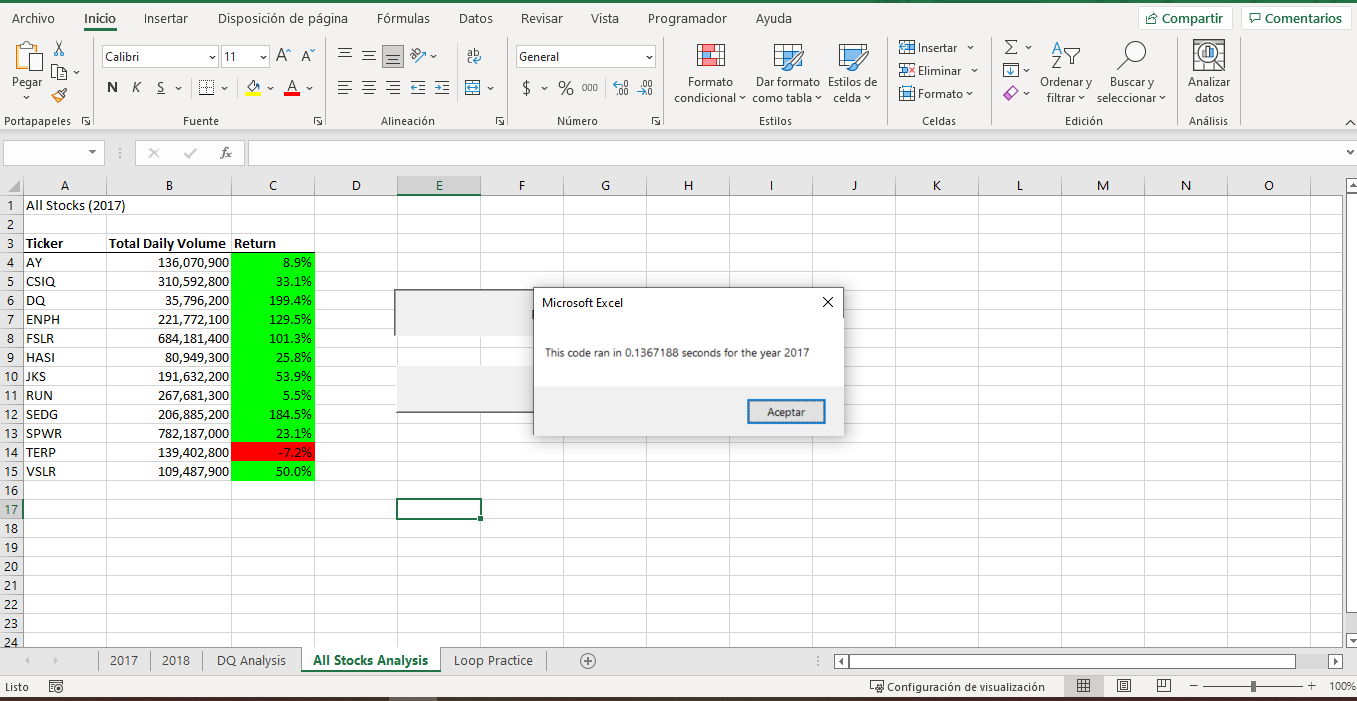 Archivo Inicio Insertar Disposición de página Fórmulas Datos Revisar Vista Programador Ayuda Compartir Comentarios
Pegar
Portapapeles
Calibri 11
N K S
A
Fuente
ab
Alineación
General
$ % 000
Número
Formato condicional
Dar formato como tabla
Estilos de celda
Estilos
Insertar
Eliminar
Formato
Celdas
Ordenar y filtrar
Buscar y seleccionar
Edición
Analizar datos
Análisis
fx
A B C D E F G H I J K L M N O
1 All Stocks (2017)
2
3 Ticker Total Daily Volume Return
4 AY 136,070,900 8.9%
5 CSIQ 310,592,800 33.1%
6 DQ 35,796,200 199.4%
7 ENPH 221,772,100 129.5%
8 FSLR 684,181,400 101.3%
9 HASI 80,949,300 25.8%
10 JKS 191,632,200 53.9%
11 RUN 267,681,300 5.5%
12 SEDG 206,885,200 184.5%
13 SPWR 782,187,000 23.1%
14 TERP 139,402,800 -7.2%
15 VSLR 109,487,900 50.0%
16
17
18
19
20
21
22
23
24
Microsoft Excel
This code ran in 0.1367188 seconds for the year 2017
Aceptar
2017 2018 DQ Analysis All Stocks Analysis Loop Practice
Listo Configuración de visualización 100%